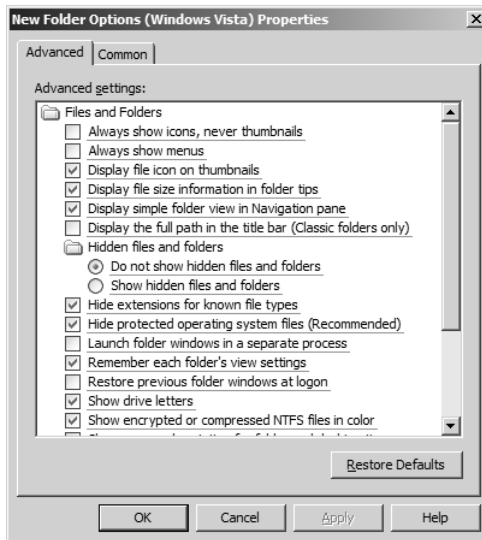 New Folder Options (Windows Vista) Properties
Advanced
Common
Advanced settings:
Files and Folders
Always show icons, never thumbnails
Always show menus
Display file icon on thumbnails
Display file size information in folder tips
Display simple folder view in Navigation pane
Display the full path in the title bar (Classic folders only)
Hidden files and folders
Do not show hidden files and folders
Show hidden files and folders
Hide extensions for known file types
Hide protected operating system files (Recommended)
Launch folder windows in a separate process
Remember each folder's view settings
Restore previous folder windows at logon
Show drive letters
Show encrypted or compressed NTFS files in color
Restore Defaults
OK
Cancel
Apply
Help